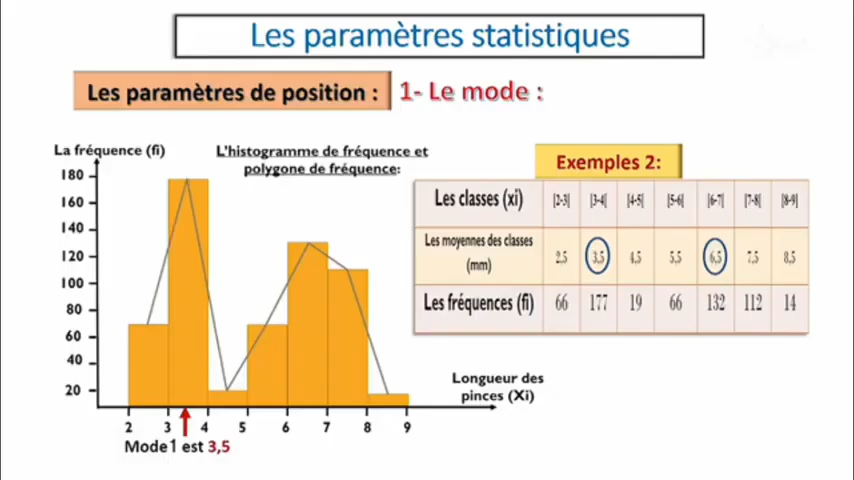 Les paramètres statistiques
Les paramètres de position :
1- Le mode :
La fréquence (fi)
L'histogramme de fréquence et
polygone de fréquence:
180
160
140
120
100
80
60
40
20
2 3 4 5 6 7 8 9
Longueur des
pinces (Xi)
Mode1 est 3,5
Exemples 2:
Les classes (xi) [2-3[ [3-4[ [4-5[ [5-6[ [6-7[ [7-8[ [8-9[
Les moyennes des classes
(mm) 2,5 3,5 4,5 5,5 6,5 7,5 8,5
Les fréquences (fi) 66 177 19 66 132 112 14